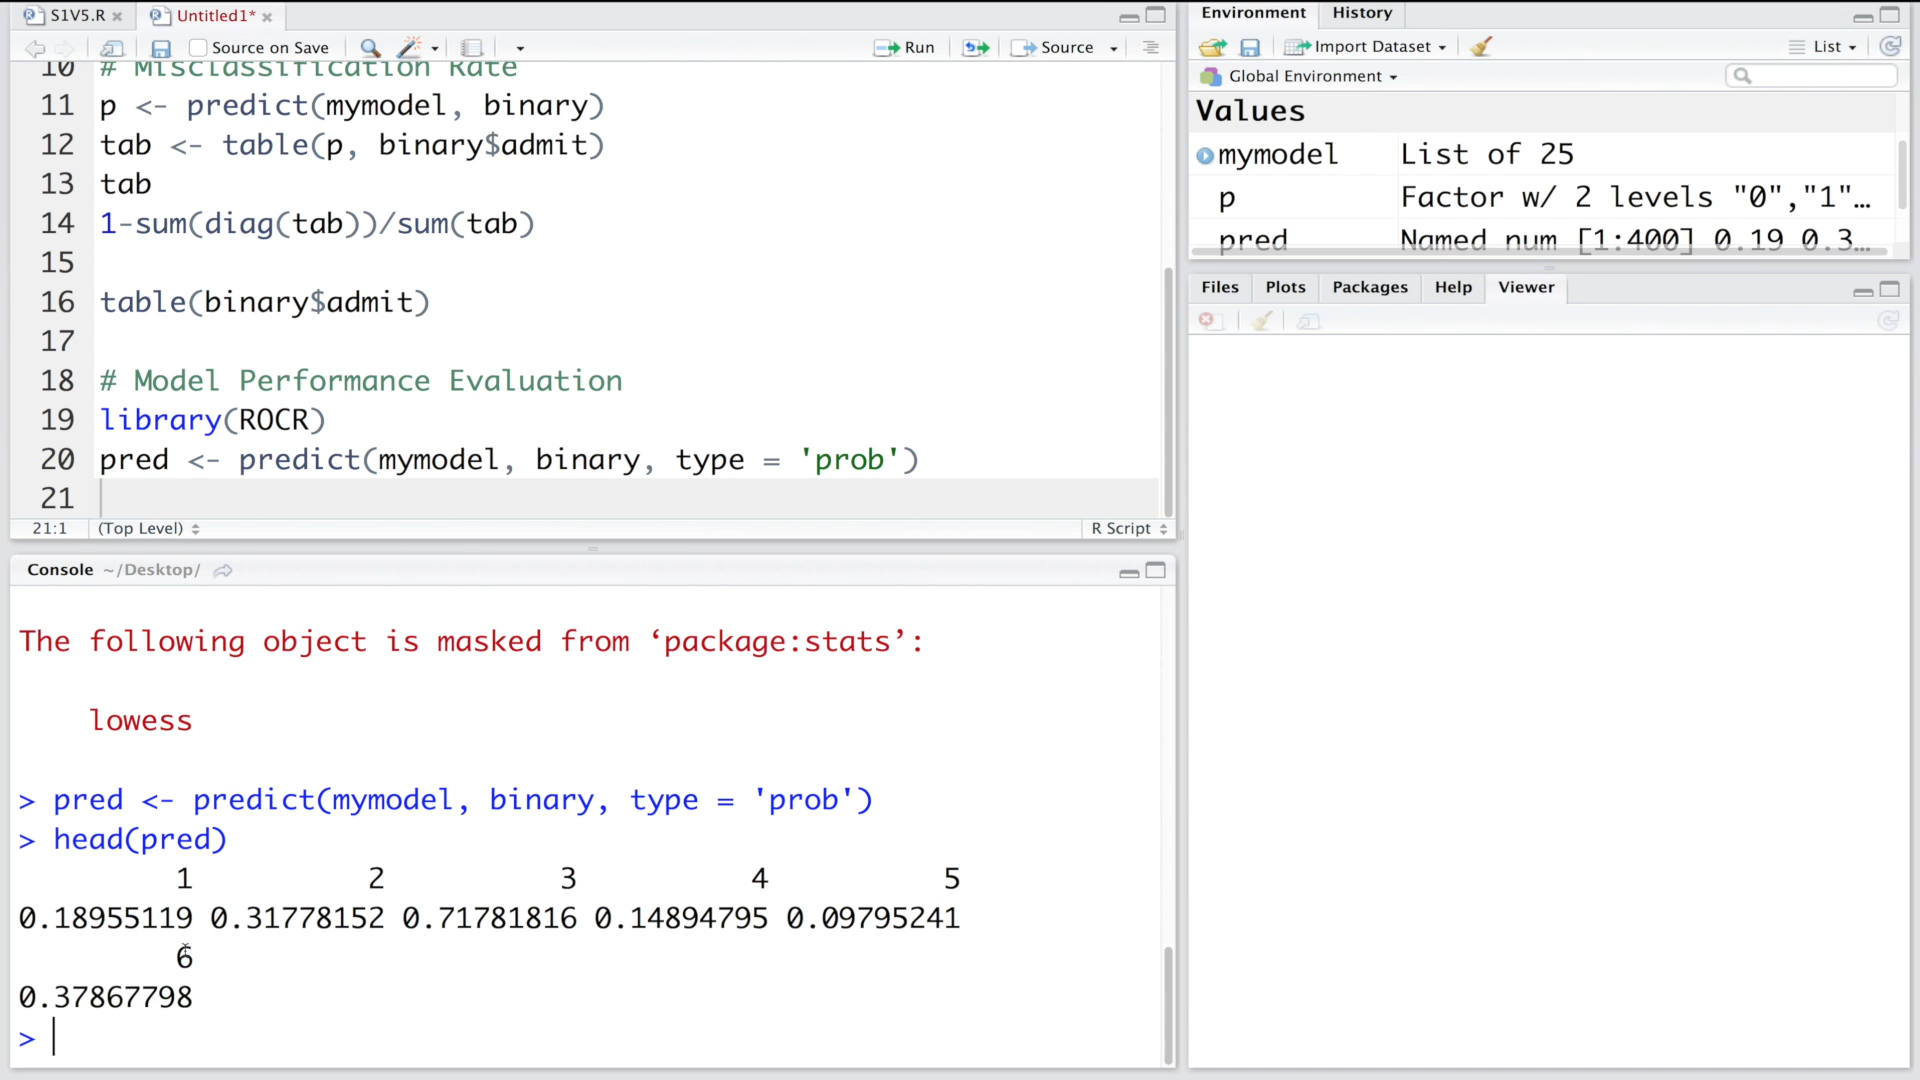 S1V5.R
Untitled1*
Source on Save
Run
Source
10 # Misclassification Rate
11 p <- predict(mymodel, binary)
12 tab <- table(p, binary$admit)
13 tab
14 1-sum(diag(tab))/sum(tab)
15
16 table(binary$admit)
17
18 # Model Performance Evaluation
19 library(ROCR)
20 pred <- predict(mymodel, binary, type = 'prob')
21
21:1 (Top Level) R Script
Console ~/Desktop/
The following object is masked from ‘package:stats’:
lowess
> pred <- predict(mymodel, binary, type = 'prob')
> head(pred)
1 2 3 4 5
0.18955119 0.31778152 0.71781816 0.14894795 0.09795241
6
0.37867798
>
Environment History
Import Dataset List
Global Environment
Values
mymodel List of 25
p Factor w/ 2 levels "0","1"…
pred Named num [1:400] 0.19 0.3…
Files Plots Packages Help Viewer